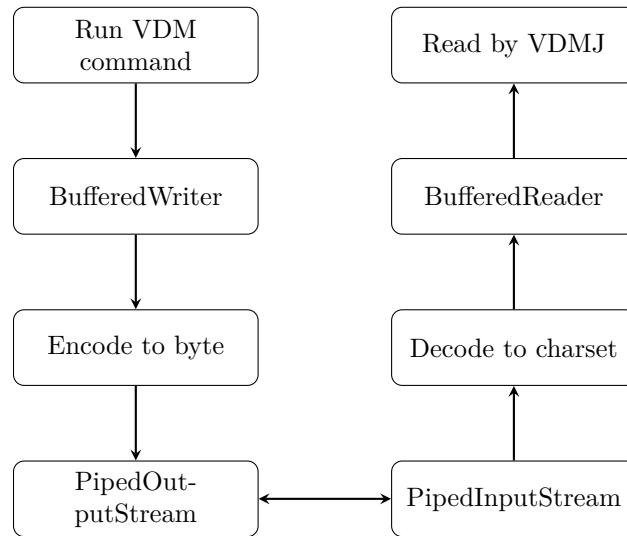 Run VDM
command
BufferedWriter
Encode to byte
PipedOut-
putStream
Read by VDMJ
BufferedReader
Decode to charset
PipedInputStream